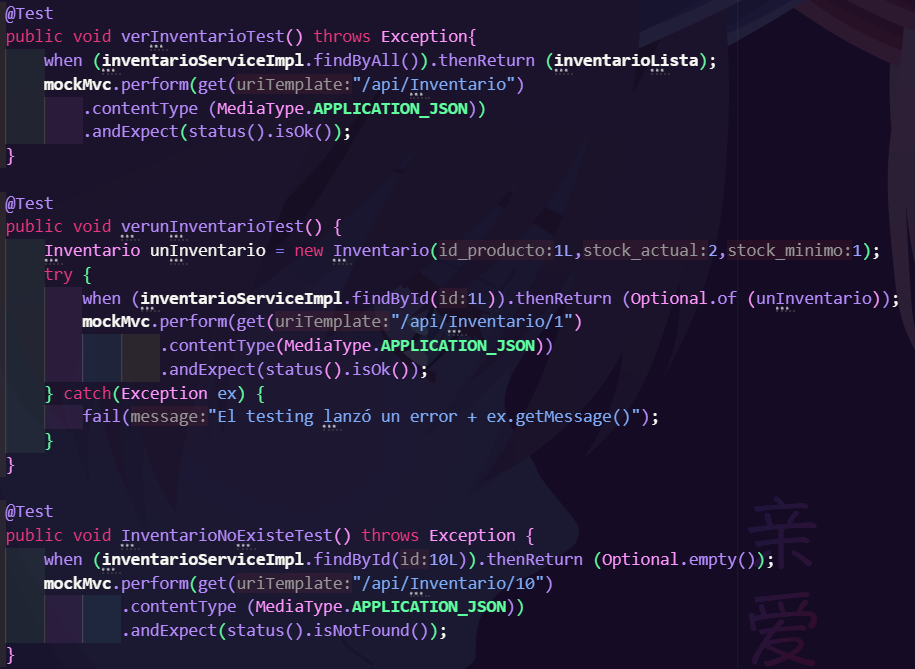 @Test
public void verInventarioTest() throws Exception{
when (inventarioServiceImpl.findByAll()).thenReturn (inventarioLista);
mockMvc.perform(get(uriTemplate:"/api/Inventario")
.contentType (MediaType.APPLICATION_JSON))
.andExpect(status().isOk());
}
@Test
public void verunInventarioTest() {
Inventario unInventario = new Inventario(id_producto:1L,stock_actual:2,stock_minimo:1);
try {
when (inventarioServiceImpl.findById(id:1L)).thenReturn (Optional.of (unInventario));
mockMvc.perform(get(uriTemplate:"/api/Inventario/1")
.contentType(MediaType.APPLICATION_JSON))
.andExpect(status().isOk());
} catch(Exception ex) {
fail(message:"El testing lanzó un error + ex.getMessage()");
}
}
@Test
public void InventarioNoExisteTest() throws Exception {
when (inventarioServiceImpl.findById(id:10L)).thenReturn (Optional.empty());
mockMvc.perform(get(uriTemplate:"/api/Inventario/10")
.contentType (MediaType.APPLICATION_JSON))
.andExpect(status().isNotFound());
}
亲
爱